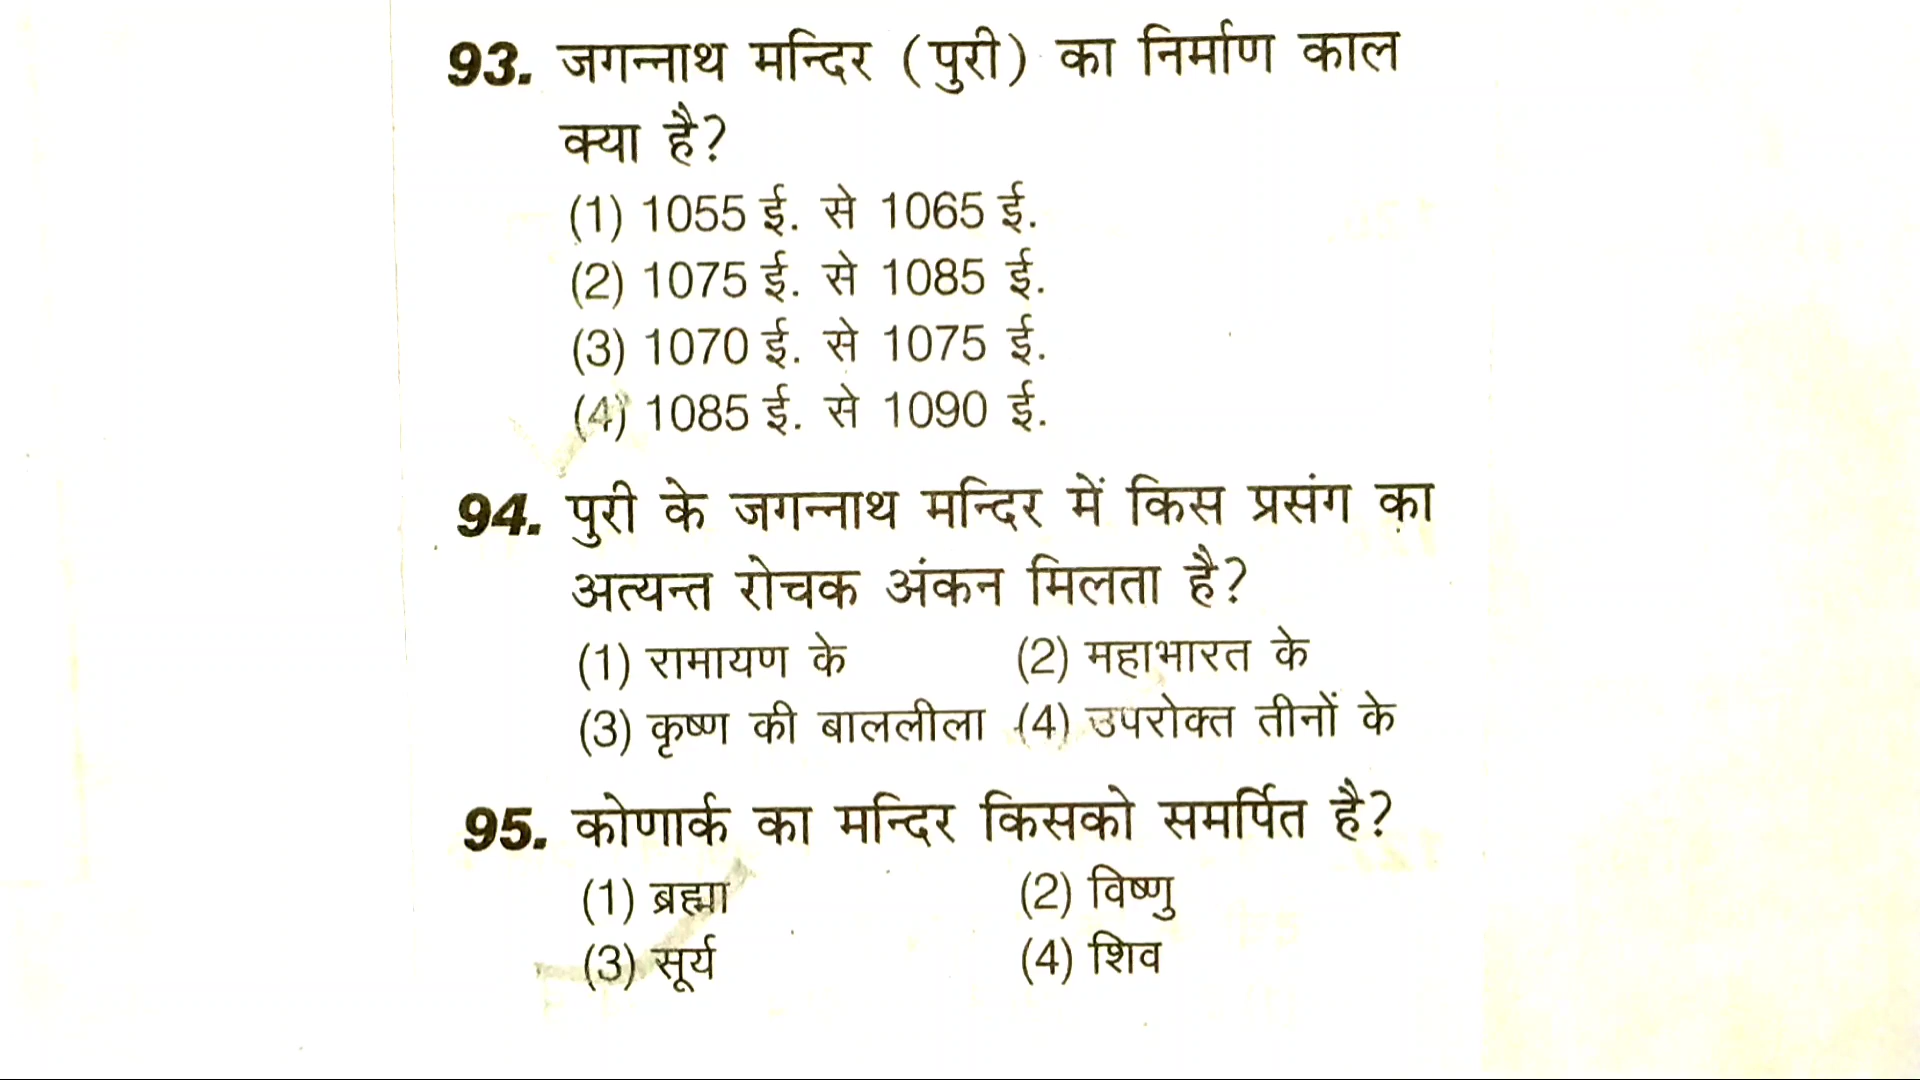 93. जगन्नाथ मन्दिर (पुरी) का निर्माण काल
क्या है?
(1) 1055 ई. से 1065 ई.
(2) 1075 ई. से 1085 ई.
(3) 1070 ई. से 1075 ई.
(4) 1085 ई. से 1090 ई.
94. पुरी के जगन्नाथ मन्दिर में किस प्रसंग का
अत्यन्त रोचक अंकन मिलता है?
(1) रामायण के (2) महाभारत के
(3) कृष्ण की बाललीला (4) उपरोक्त तीनों के
95. कोणार्क का मन्दिर किसको समर्पित है?
(1) ब्रह्मा (2) विष्णु
(3) सूर्य (4) शिव